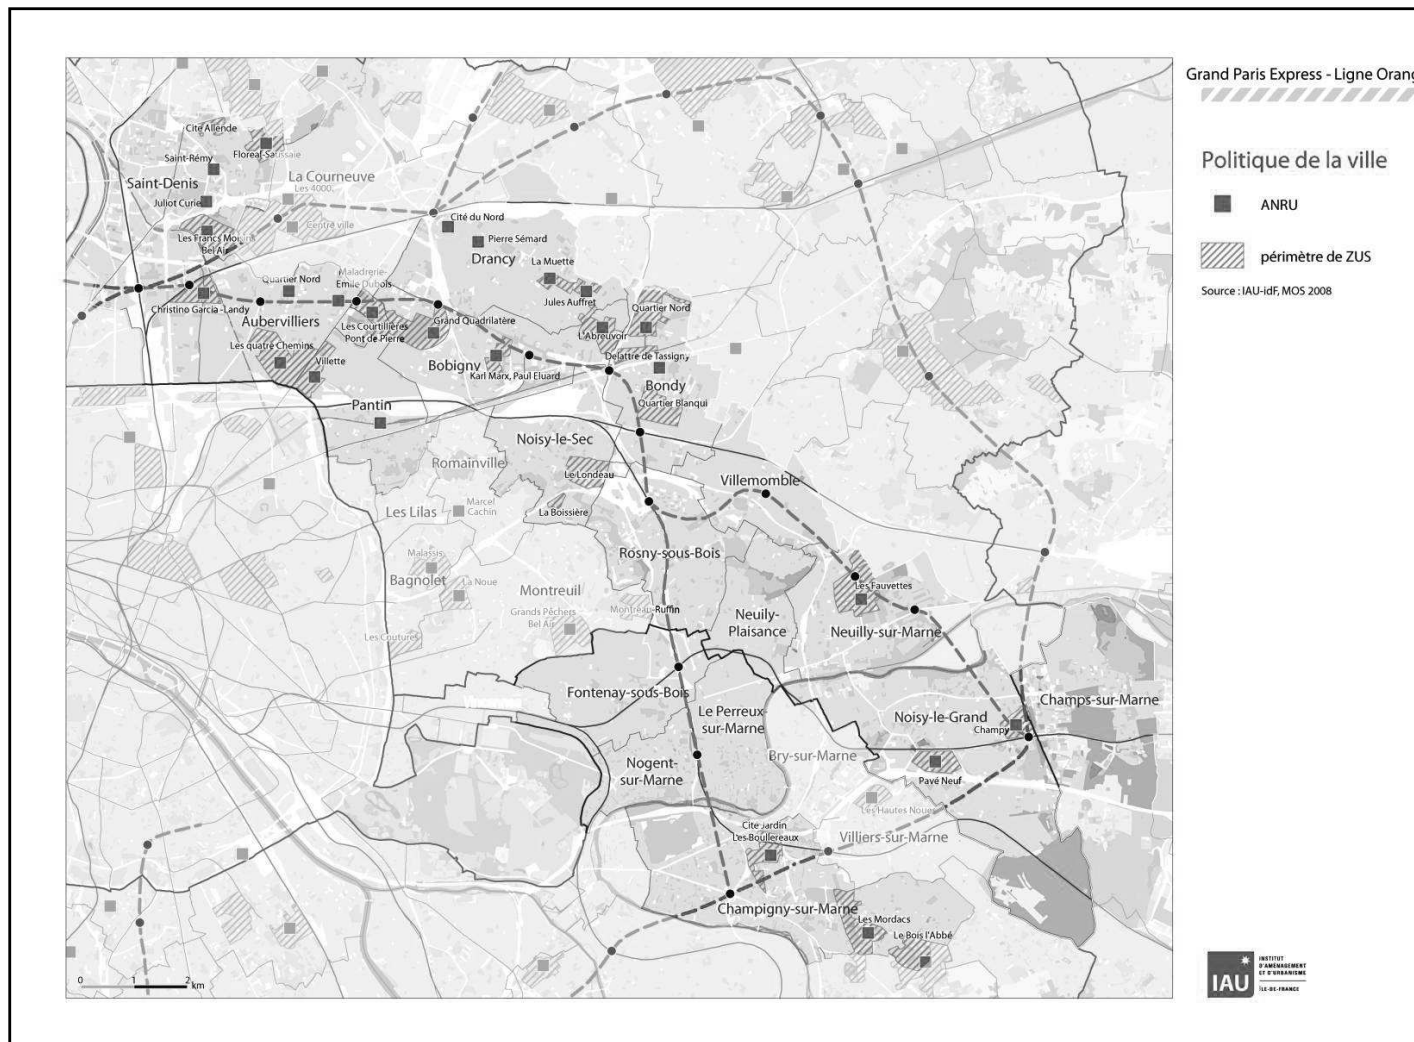 Grand Paris Express - Ligne Orang
Politique de la ville
ANRU
périmètre de ZUS
Source : IAU-idF, MOS 2008
Cité Allende
Floréal-Satissaie
Saint-Rémy
Saint-Denis
La Courneuve
Les 4000
Juliot Curie
Centre ville
Les Francs Moisins
Bel Air
Cité du Nord
Pierre Sémard
Drancy
La Muette
Jules Auffret
Quartier Nord
Maladrerie-
Emile Dubois
Quartier Nord
Christino Garcia -Landy
Aubervilliers
Les Courtillières
Pont de Pierre
Grand Quadrilatère
L'Abreuvoir
Les quatre Chemins
Villette
Bobigny
Karl Marx, Paul Eluard
Delattre de Tassigny
Bondy
Quartier Blanqui
Pantin
Noisy-le-Sec
Romainville
Le Londeau
Villemomble
Les Lilas
Marcel
Cachin
La Boissière
Malassis
Bagnolet
La Noue
Rosny-sous-Bois
Montreuil
Les Fauvettes
Grands Pêchers
Bel Air
Montreau-Ruffin
Neuily-
Plaisance
Neuilly-sur-Marne
Les Coutures
Fontenay-sous-Bois
Le Perreux-
sur-Marne
Noisy-le-Grand
Champy
Champs-sur-Marne
Nogent-
sur-Marne
Bry-sur-Marne
Pavé Neuf
Les Hautes Noues
Cité Jardin
Les Boullereaux
Villiers-sur-Marne
Champigny-sur-Marne
Les Mordacs
Le Bois l'Abbé
0 1 2
km
IAU
INSTITUT
D'AMÉNAGEMENT
ET D'URBANISME
ÎLE-DE-FRANCE